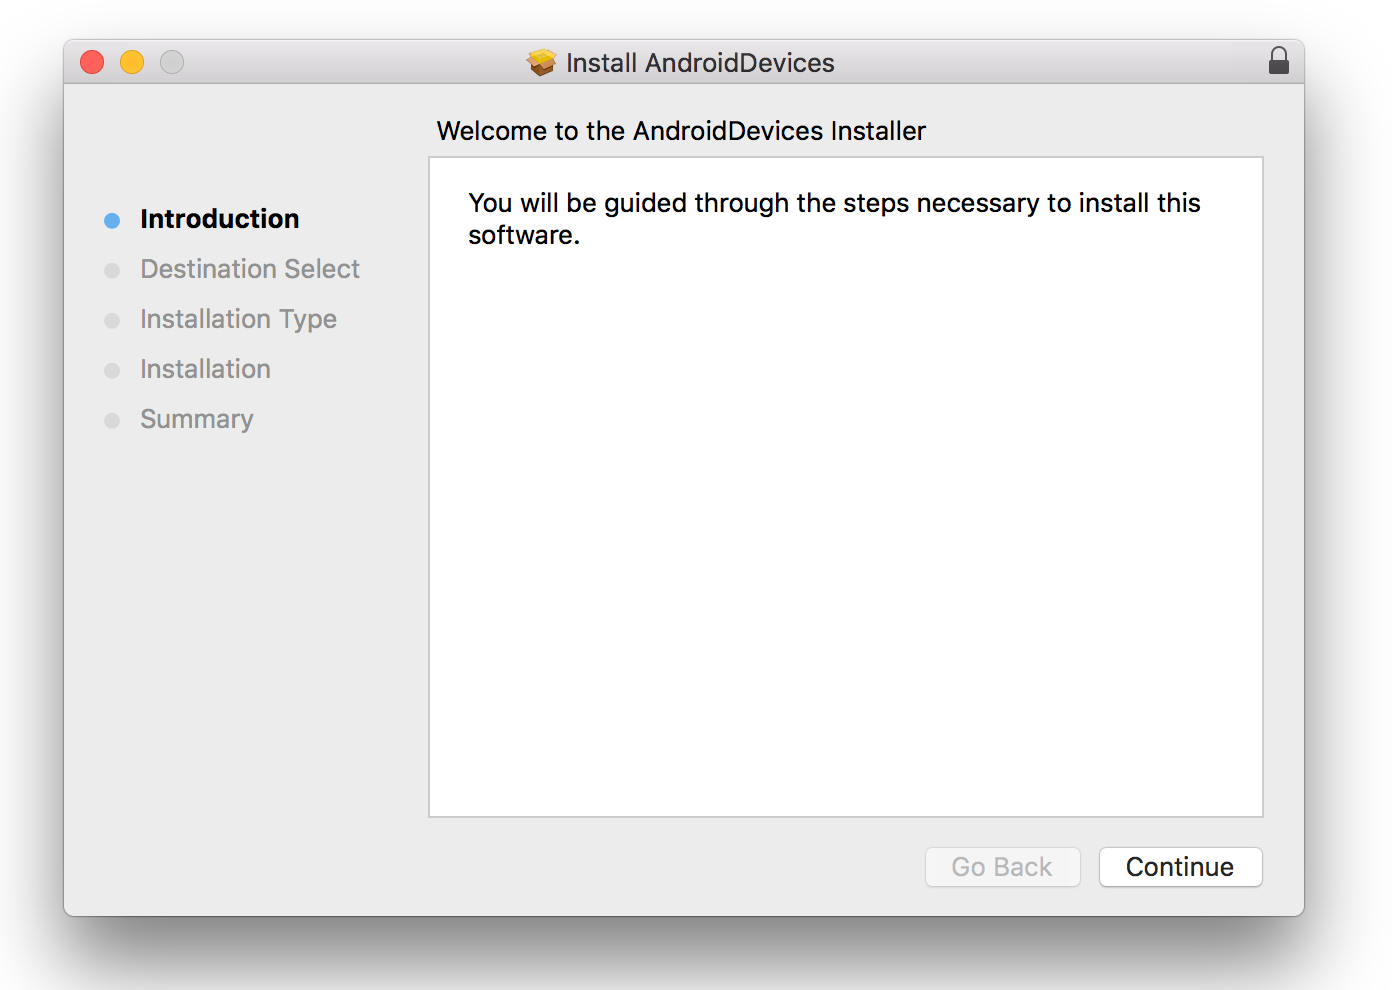 Install AndroidDevices
Welcome to the AndroidDevices Installer
Introduction
Destination Select
Installation Type
Installation
Summary
You will be guided through the steps necessary to install this
software.
Go Back
Continue